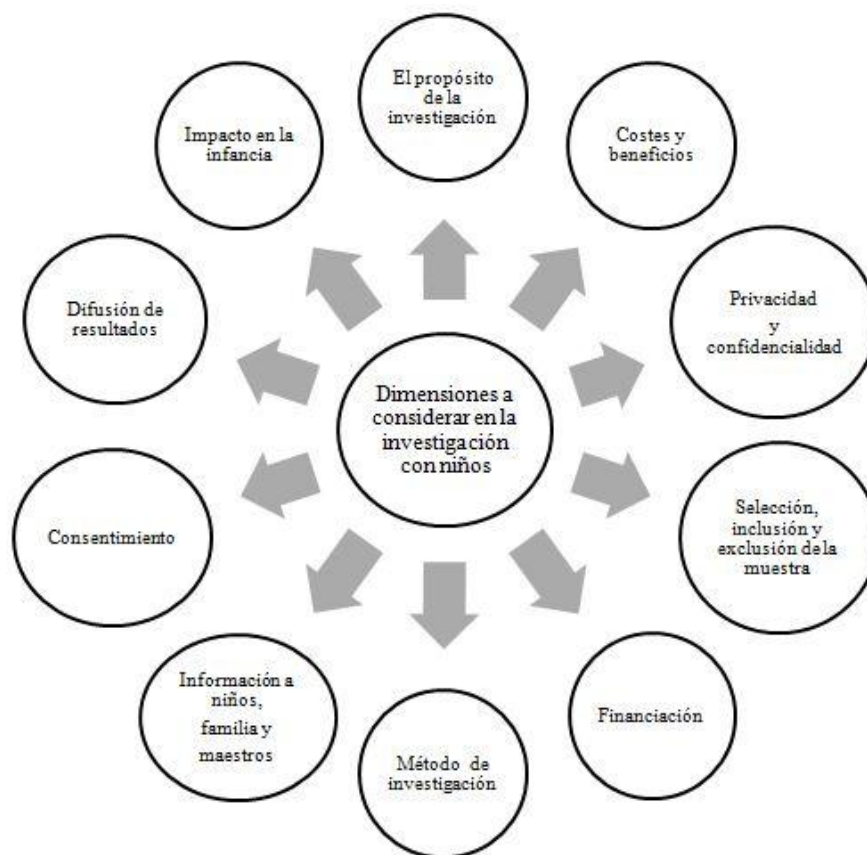 El propósito
de la
investigación
Costes y
beneficios
Privacidad
y
confidencialidad
Selección,
inclusión y
exclusión de la
muestra
Financiación
Método de
investigación
Información a
niños,
familia y
maestros
Consentimiento
Difusión de
resultados
Impacto en la
infancia
Dimensiones a
considerar en la
investigación
con niños